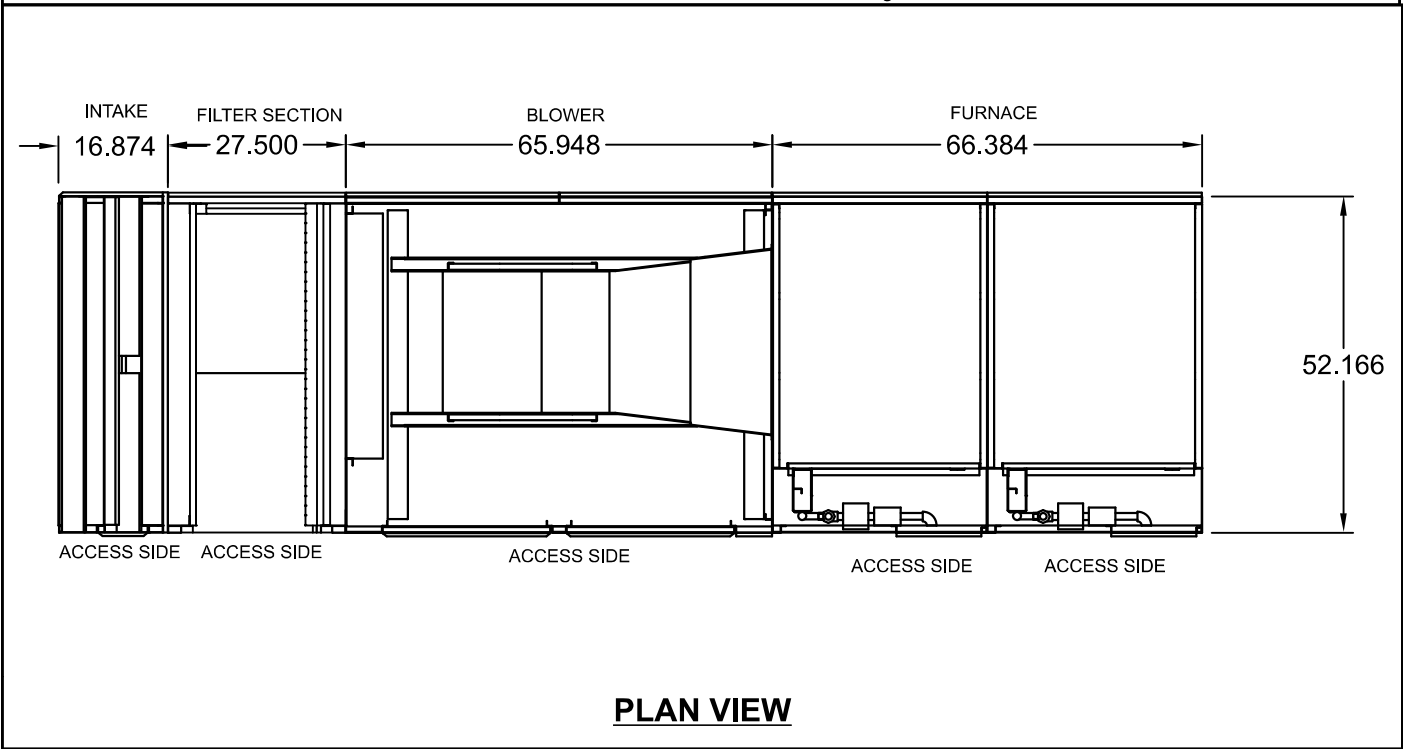 INTAKE FILTER SECTION BLOWER FURNACE
16.874 27.500 65.948 66.384
52.166
ACCESS SIDE ACCESS SIDE ACCESS SIDE ACCESS SIDE ACCESS SIDE
PLAN VIEW